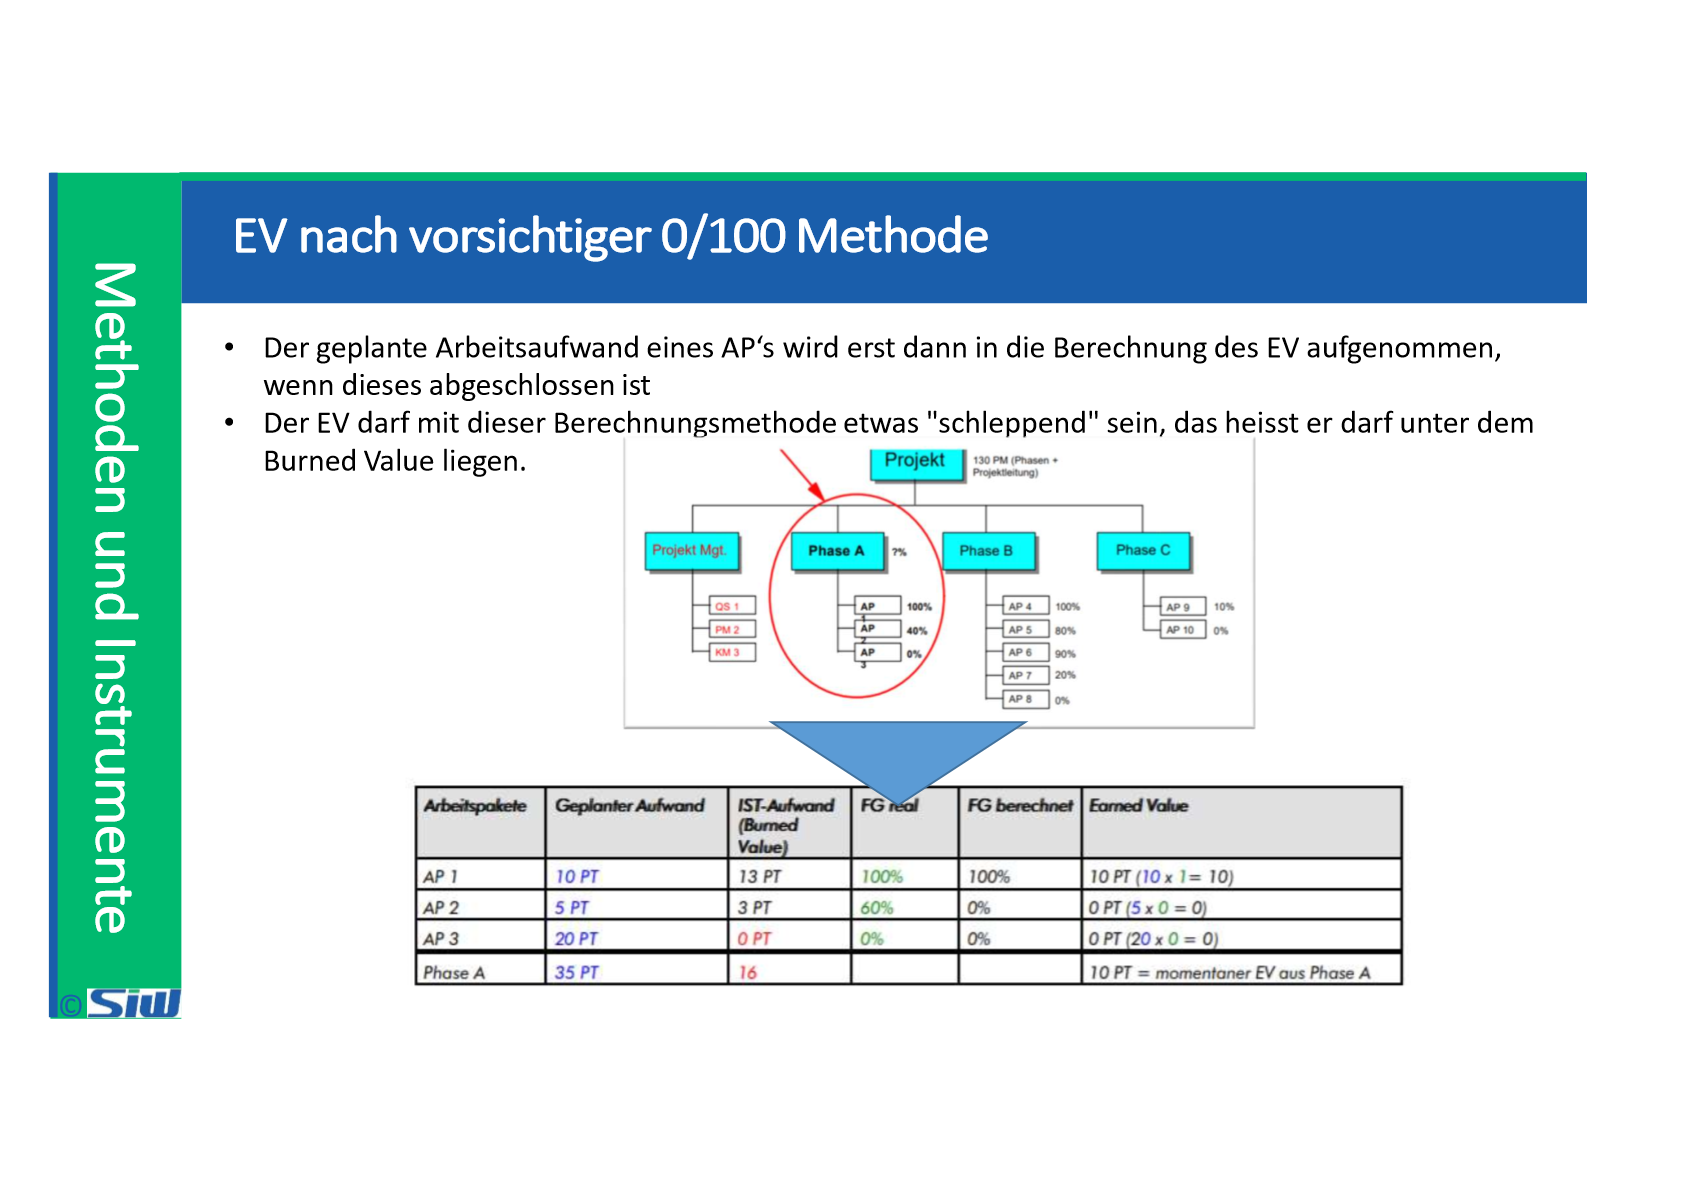 EV nach vorsichtiger 0/100 Methode
Methoden und Instrumente
• Der geplante Arbeitsaufwand eines AP‘s wird erst dann in die Berechnung des EV aufgenommen,
wenn dieses abgeschlossen ist
• Der EV darf mit dieser Berechnungsmethode etwas "schleppend" sein, das heisst er darf unter dem
Burned Value liegen.
Projekt 130 PM (Phasen +
Projektleitung)
Projekt Mgt. Phase A ?% Phase B Phase C
QS 1 AP 1 100% AP 4 100% AP 9 10%
PM 2 AP 2 40% AP 5 80% AP 10 0%
KM 3 AP 3 0% AP 6 90%
AP 7 20%
AP 8 0%
Arbeitspakete Geplanter Aufwand IST-Aufwand FG real FG berechnet Earned Value
(Burned
Value)
AP 1 10 PT 13 PT 100% 100% 10 PT (10 x 1= 10)
AP 2 5 PT 3 PT 60% 0% 0 PT (5 x 0 = 0)
AP 3 20 PT 0 PT 0% 0% 0 PT (20 x 0 = 0)
Phase A 35 PT 16 10 PT = momentaner EV aus Phase A
© SIW